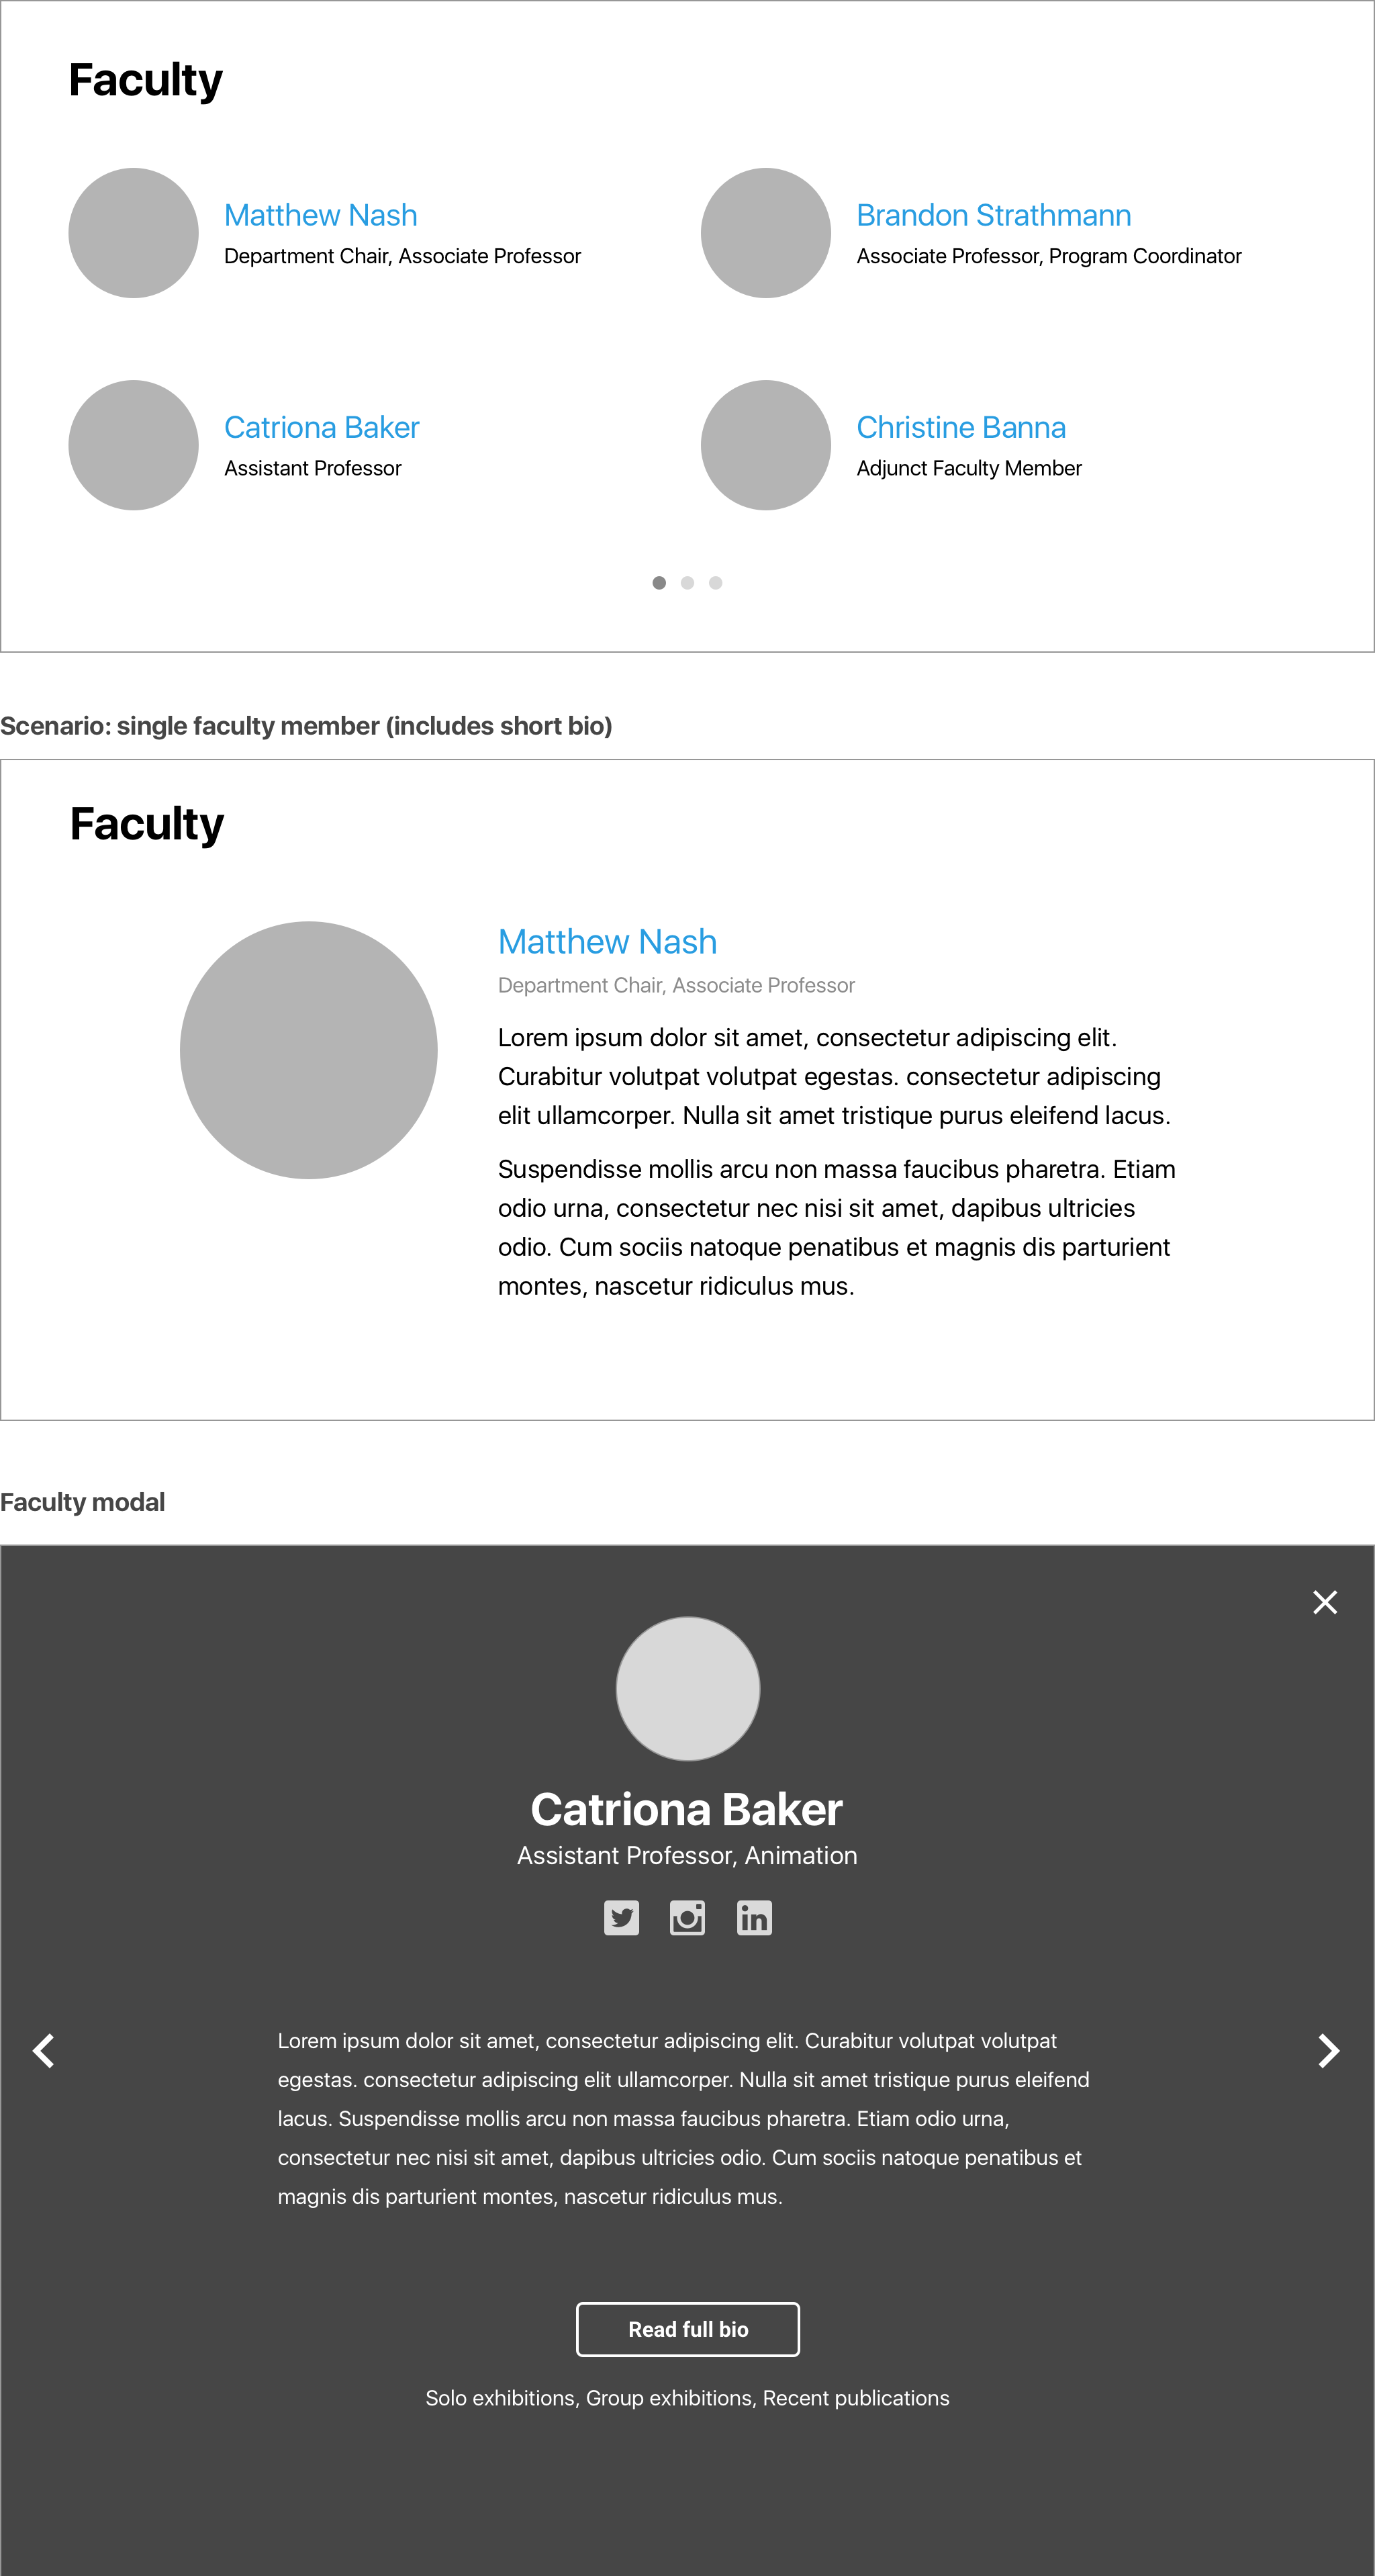 Faculty
Matthew Nash
Department Chair, Associate Professor
Brandon Strathmann
Associate Professor, Program Coordinator
Catriona Baker
Assistant Professor
Christine Banna
Adjunct Faculty Member
Scenario: single faculty member (includes short bio)
Faculty
Matthew Nash
Department Chair, Associate Professor
Lorem ipsum dolor sit amet, consectetur adipiscing elit.
Curabitur volutpat volutpat egestas. consectetur adipiscing
elit ullamcorper. Nulla sit amet tristique purus eleifend lacus.
Suspendisse mollis arcu non massa faucibus pharetra. Etiam
odio urna, consectetur nec nisi sit amet, dapibus ultricies
odio. Cum sociis natoque penatibus et magnis dis parturient
montes, nascetur ridiculus mus.
Faculty modal
Catriona Baker
Assistant Professor, Animation
in
Lorem ipsum dolor sit amet, consectetur adipiscing elit. Curabitur volutpat volutpat
egestas. consectetur adipiscing elit ullamcorper. Nulla sit amet tristique purus eleifend
lacus. Suspendisse mollis arcu non massa faucibus pharetra. Etiam odio urna,
consectetur nec nisi sit amet, dapibus ultricies odio. Cum sociis natoque penatibus et
magnis dis parturient montes, nascetur ridiculus mus.
Read full bio
Solo exhibitions, Group exhibitions, Recent publications